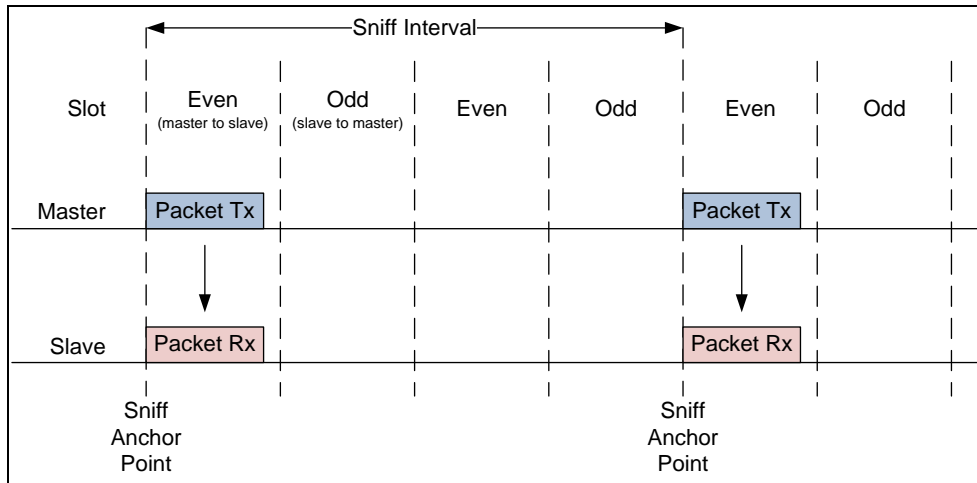 Sniff Interval
Slot
Even
(master to slave)
Odd
(slave to master)
Even
Odd
Even
Odd
Master
Packet Tx
Packet Tx
Slave
Packet Rx
Packet Rx
Sniff
Anchor
Point
Sniff
Anchor
Point